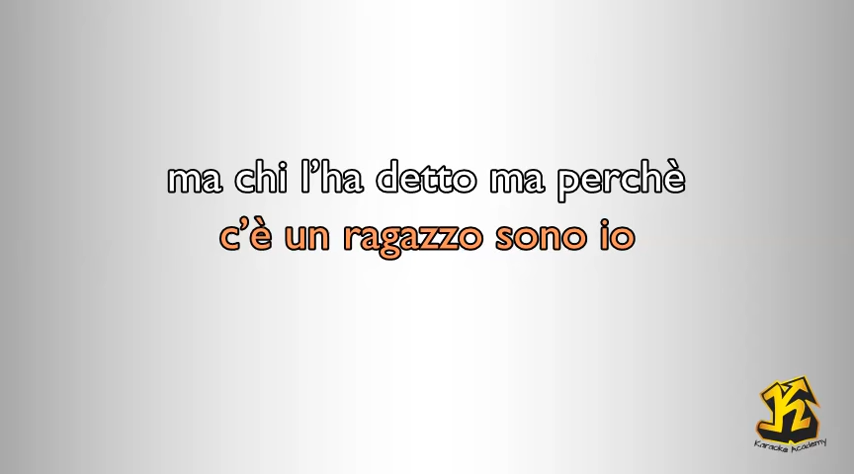 ma chi l'ha detto ma perchè
c'è un ragazzo sono io
K
Karaoke Academy